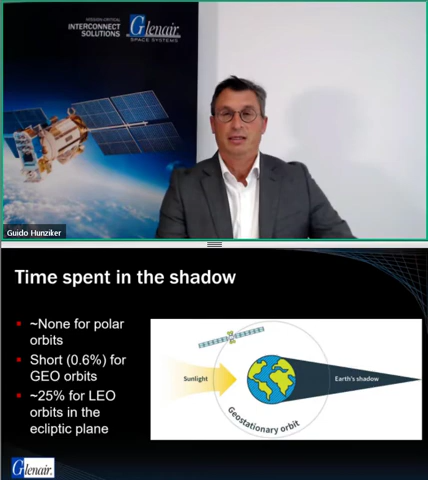 MISSION-CRITICAL
INTERCONNECT
SOLUTIONS
Glenair.
SPACE SYSTEMS
Guido Hunziker
Time spent in the shadow
~None for polar
orbits
Short (0.6%) for
GEO orbits
~25% for LEO
orbits in the
ecliptic plane
Sunlight
Earth's shadow
Geostationary orbit
Glenair.